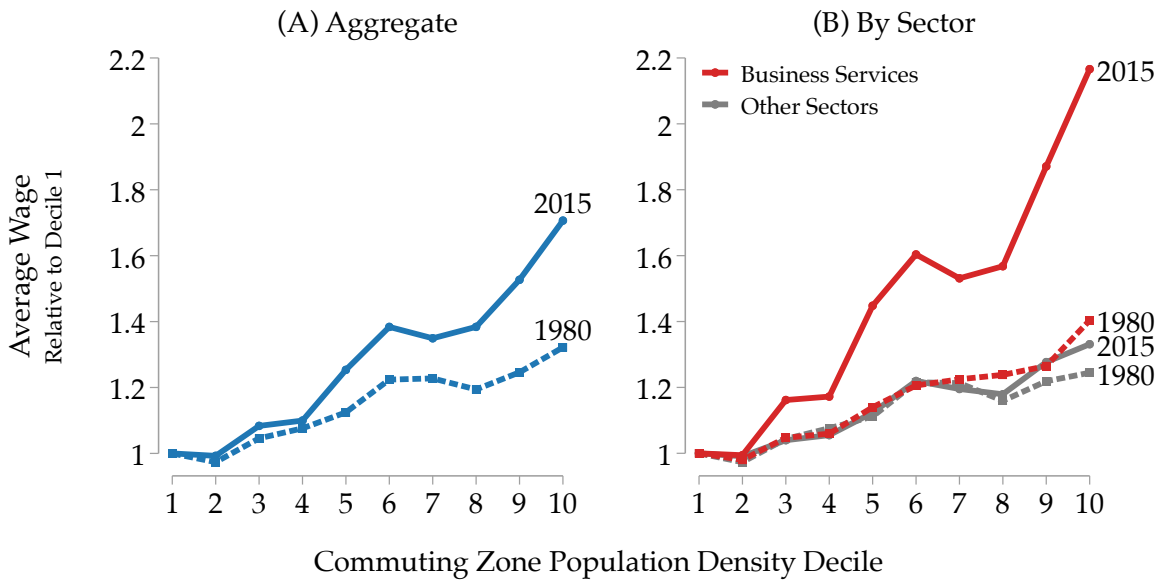 (A) Aggregate
(B) By Sector
Average Wage
Relative to Decile 1
2.2
2
1.8
1.6
1.4
1.2
1
2015
1980
1 2 3 4 5 6 7 8 9 10
2.2
2
1.8
1.6
1.4
1.2
1
Business Services
Other Sectors
2015
1980
2015
1980
1 2 3 4 5 6 7 8 9 10
Commuting Zone Population Density Decile